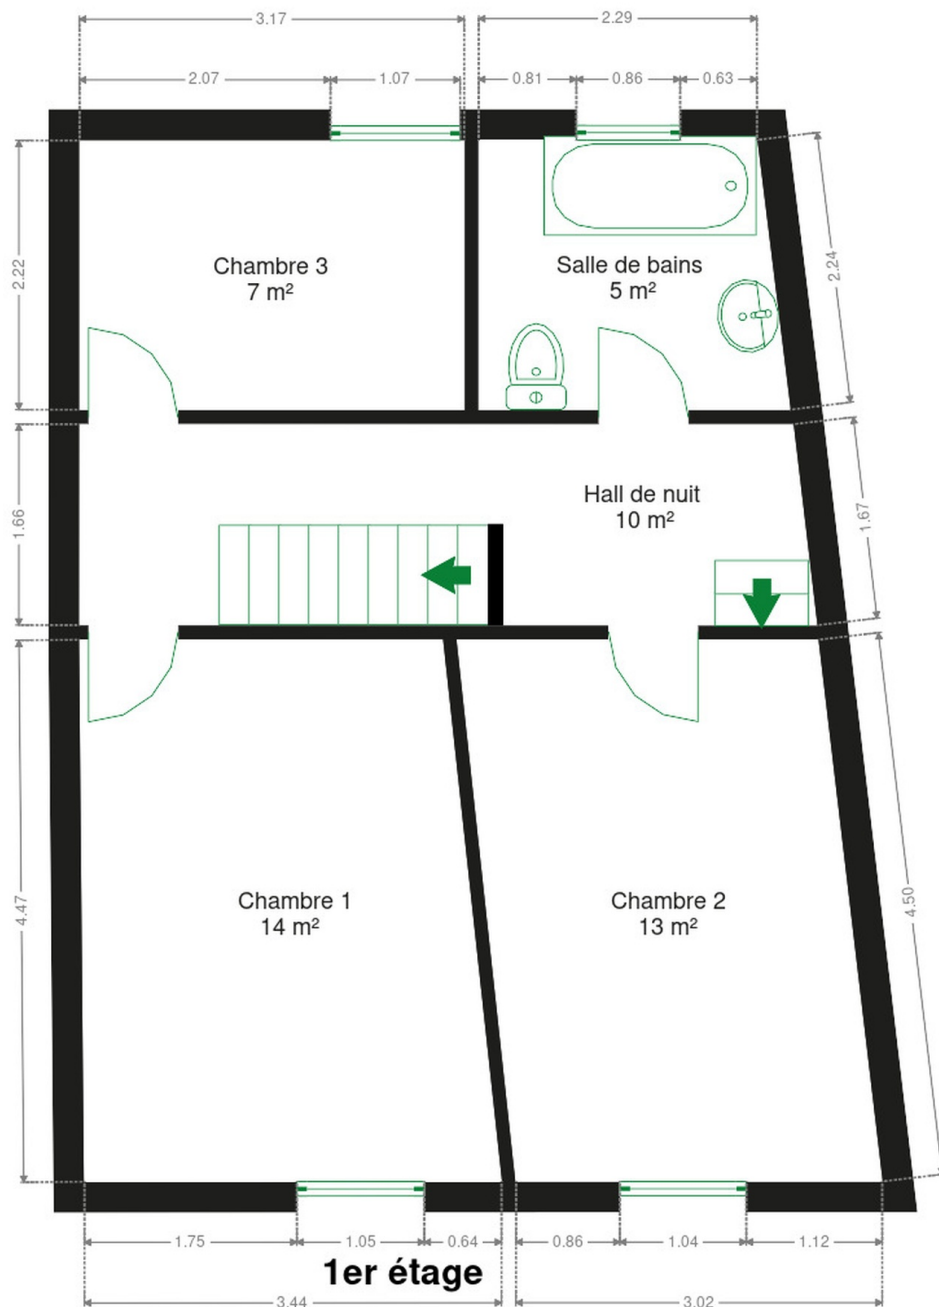 3.17
2.29
2.07
1.07
0.81
0.86
0.63
2.22
Chambre 3
7 m²
Salle de bains
5 m²
2.24
1.66
Hall de nuit
10 m²
1.67
4.47
Chambre 1
14 m²
Chambre 2
13 m²
4.50
1.75
1.05
0.64
0.86
1.04
1.12
1er étage
3.44
3.02